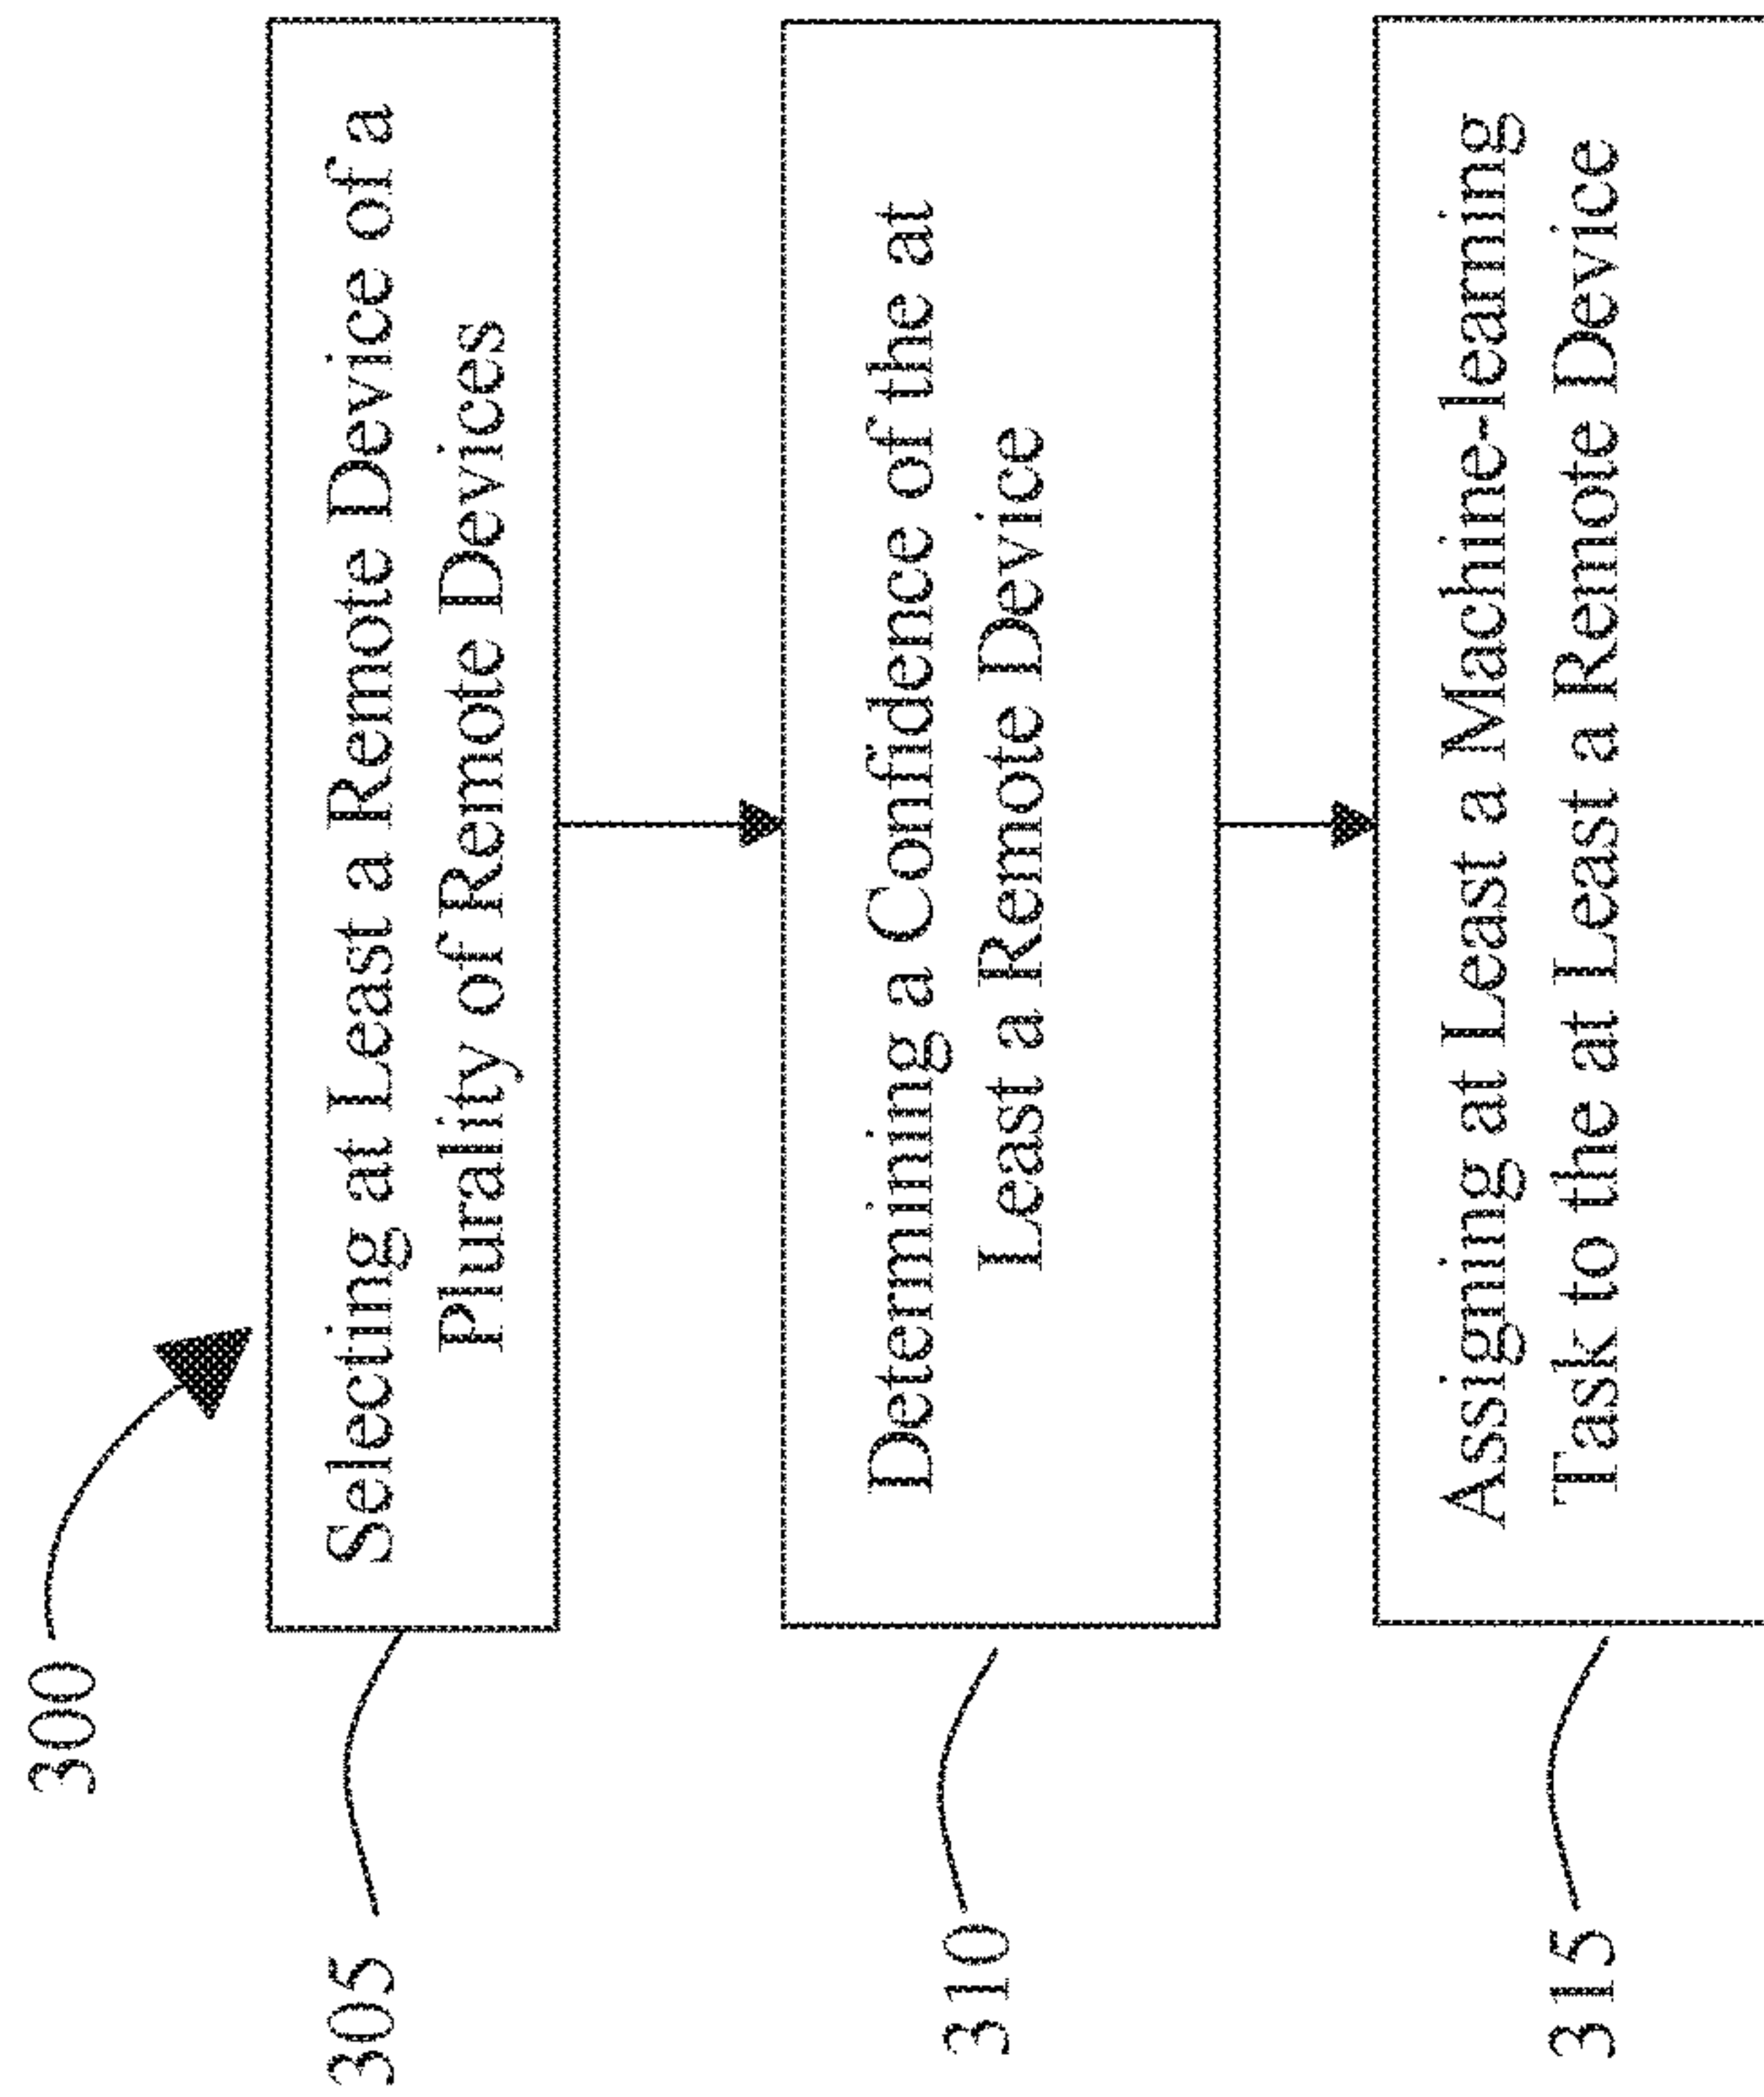 300
305
Selecting at Least a Remote Device of a
Plurality of Remote Devices
310
Determining a Confidence of the at
Least a Remote Device
315
Assigning at Least a Machine-learning
Task to the at Least a Remote Device